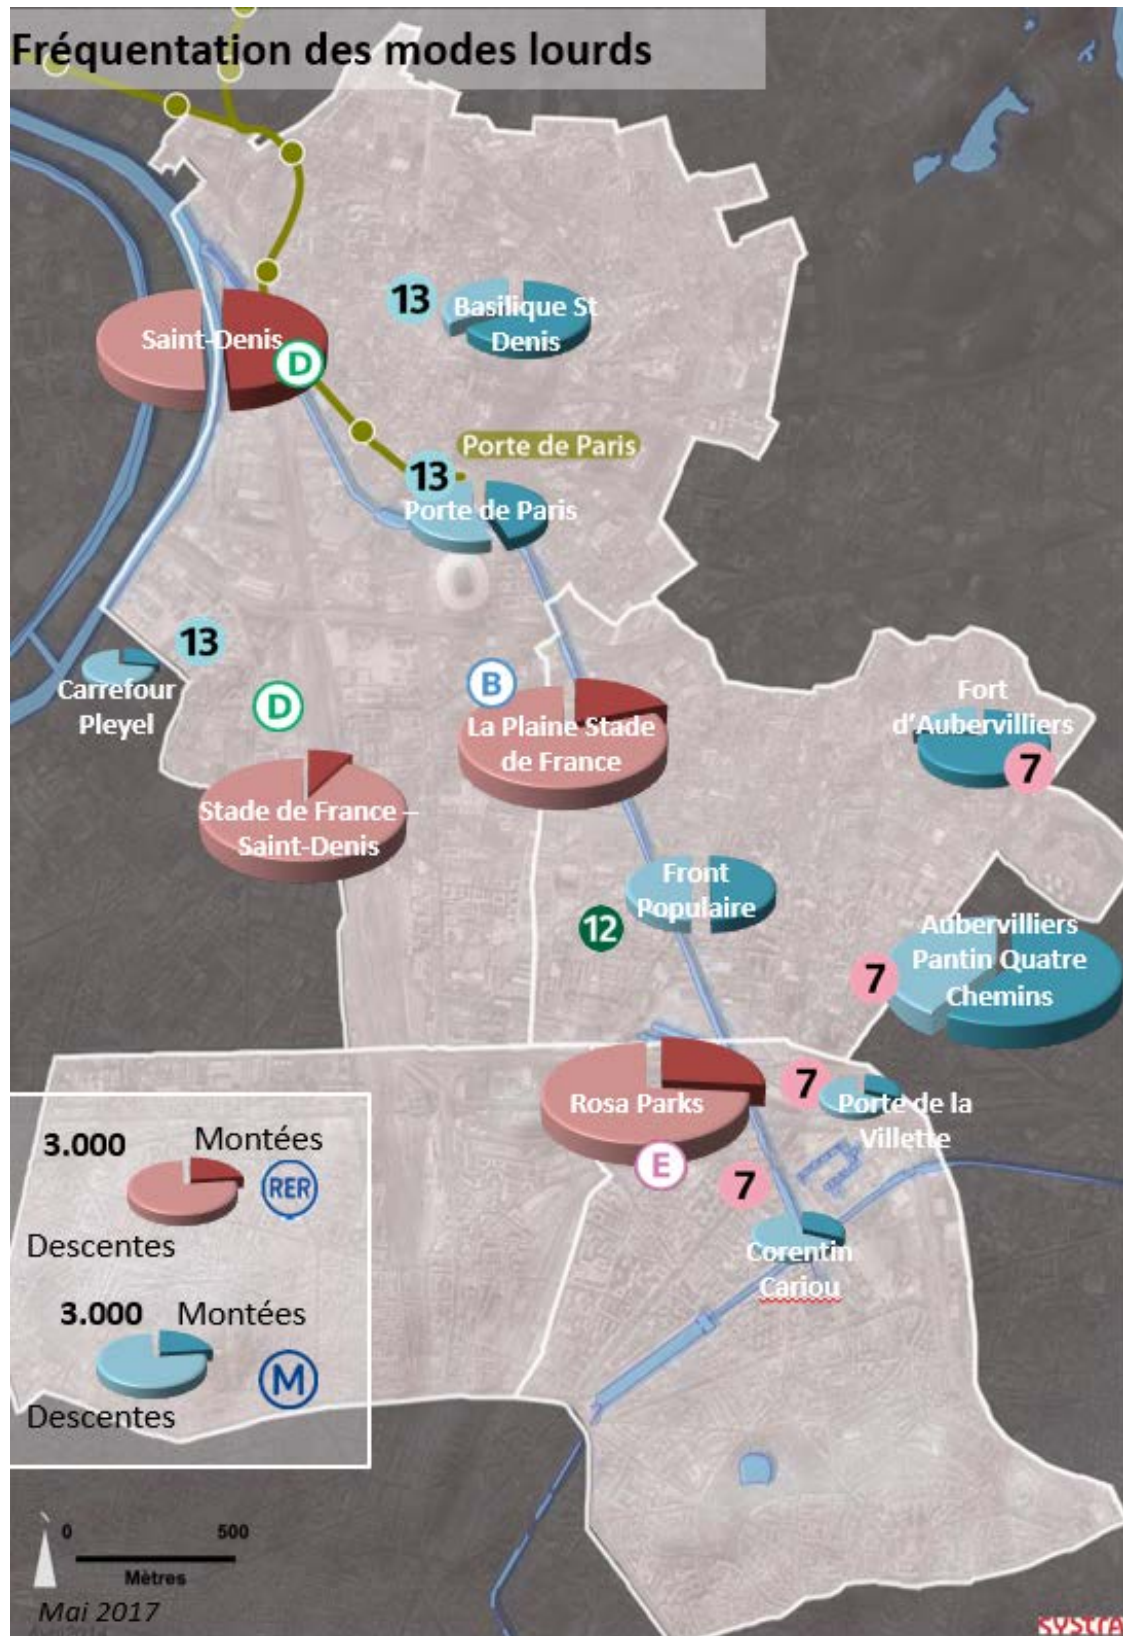 Fréquentation des modes lourds
13
Basilique St
Denis
Saint-Denis
D
Porte de Paris
13
Porte de Paris
13
Carrefour
Pleyel
D
B
La Plaine Stade
de France
Fort
d'Aubervilliers
7
Stade de France –
Saint-Denis
Front
Populaire
12
Aubervilliers
Pantin Quatre
Chemins
7
Rosa Parks
E
7
Porte de la
Villette
7
Corentin
Cariou
3.000
Montées
RER
Descentes
3.000
Montées
M
Descentes
0
500
Mètres
Mai 2017
SYSTRA